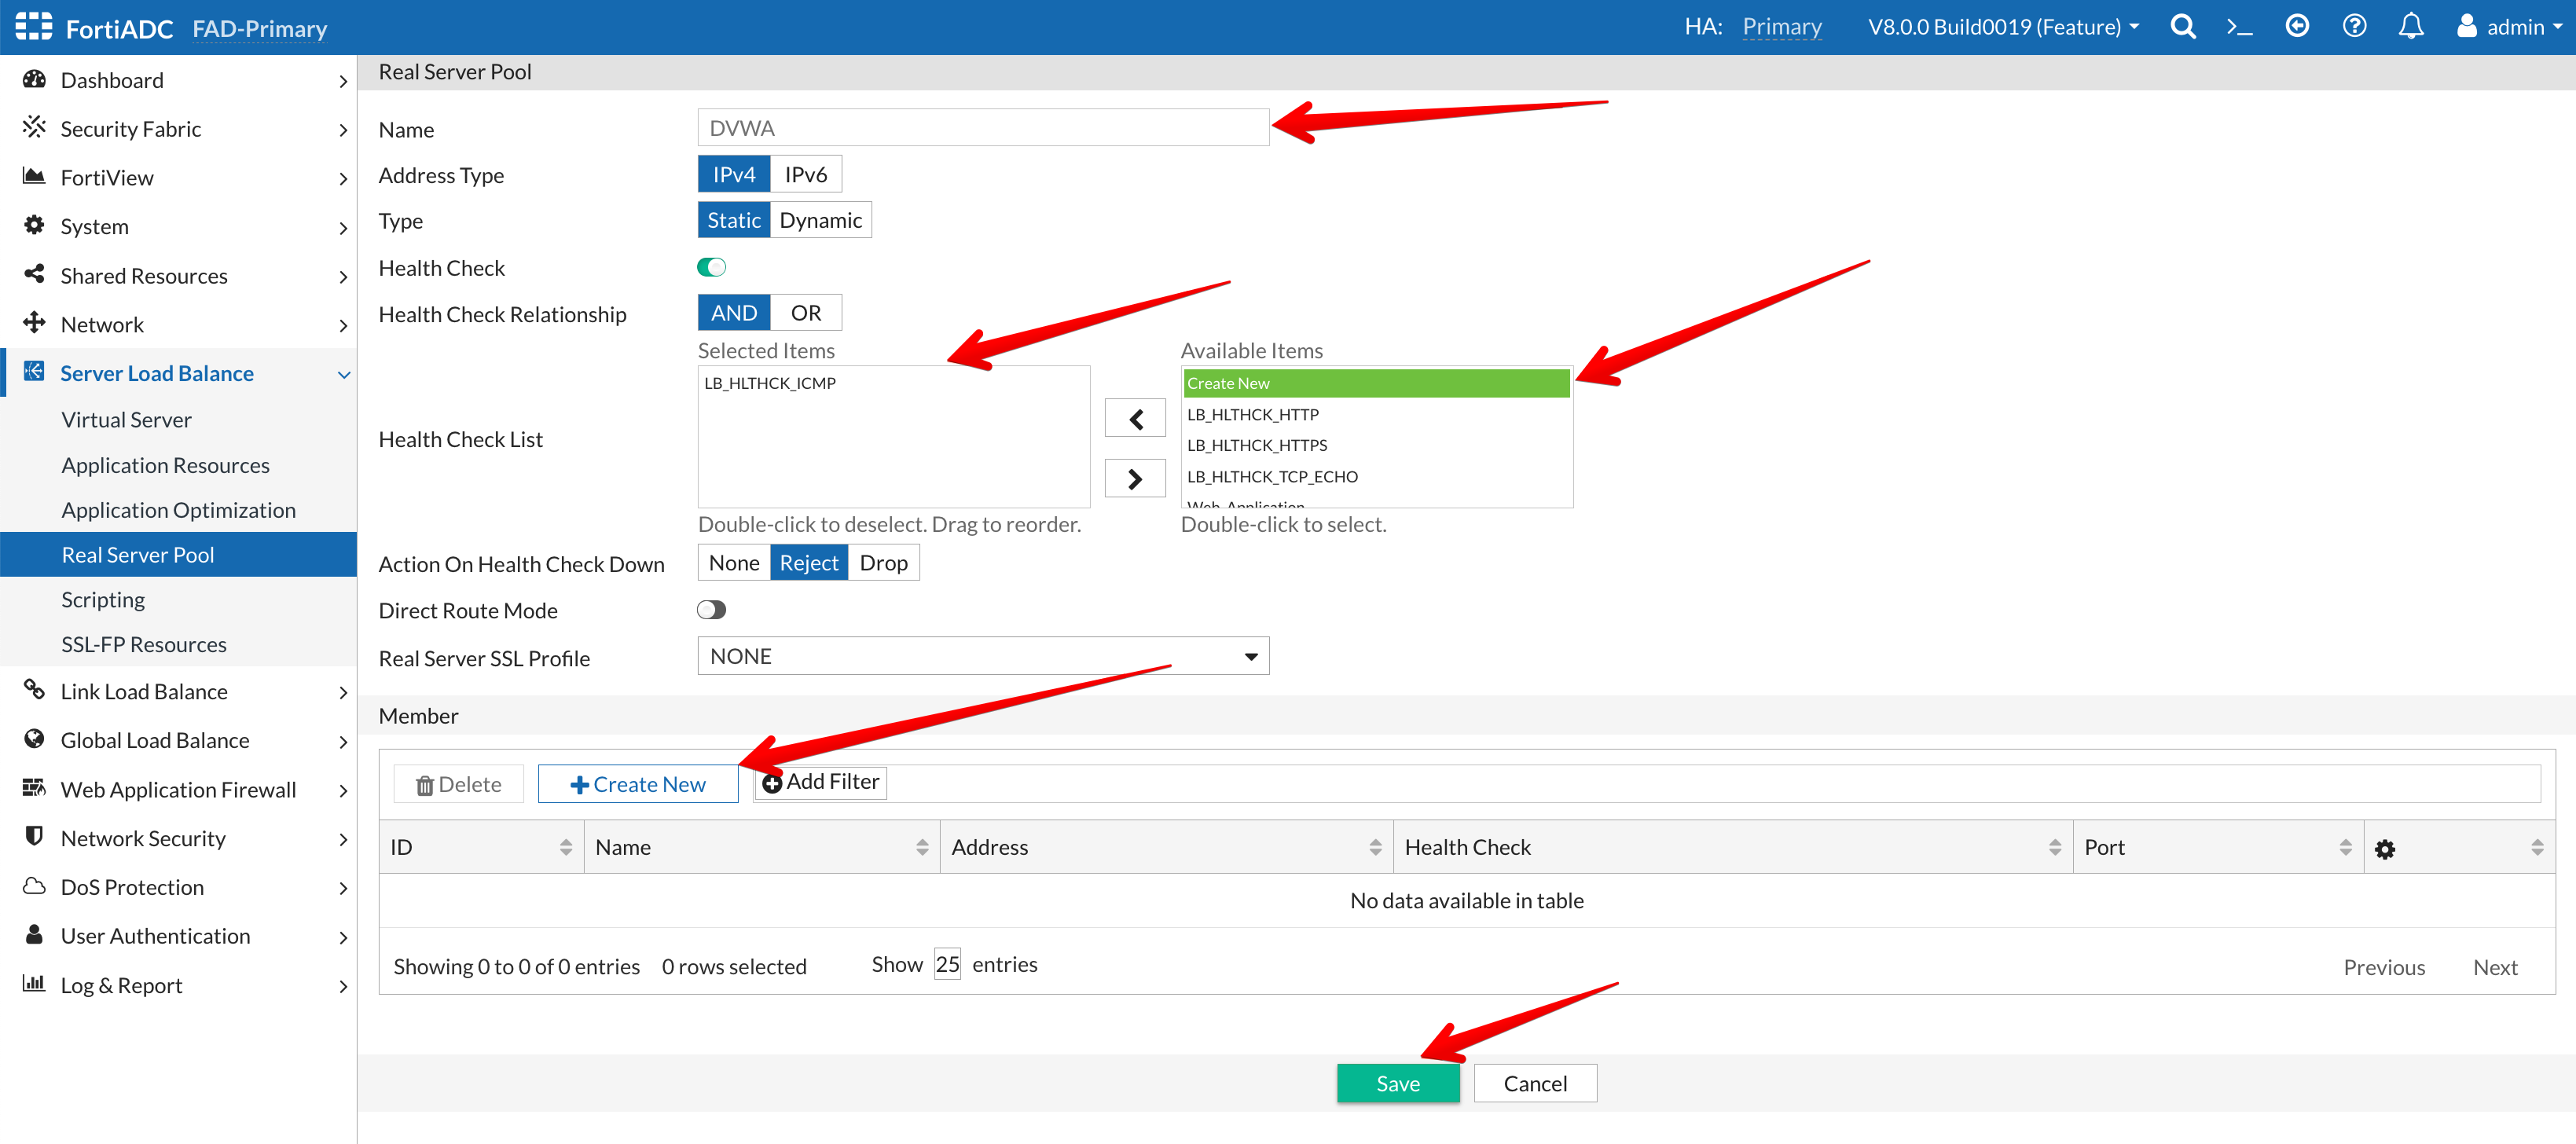 FortiADC FAD-Primary
HA: Primary V8.0.0 Build0019 (Feature) admin
Dashboard
Security Fabric
FortiView
System
Shared Resources
Network
Server Load Balance
Virtual Server
Application Resources
Application Optimization
Real Server Pool
Scripting
SSL-FP Resources
Link Load Balance
Global Load Balance
Web Application Firewall
Network Security
DoS Protection
User Authentication
Log & Report
Real Server Pool
Name DVWA
Address Type IPv4 IPv6
Type Static Dynamic
Health Check
Health Check Relationship AND OR
Selected Items Available Items
LB_HLTHCK_ICMP Create New
LB_HLTHCK_HTTP
Health Check List LB_HLTHCK_HTTPS
LB_HLTHCK_TCP_ECHO
Web_Application
Double-click to deselect. Drag to reorder. Double-click to select.
Action On Health Check Down None Reject Drop
Direct Route Mode
Real Server SSL Profile NONE
Member
Delete Create New Add Filter
ID Name Address Health Check Port
No data available in table
Showing 0 to 0 of 0 entries 0 rows selected Show 25 entries Previous Next
Save Cancel